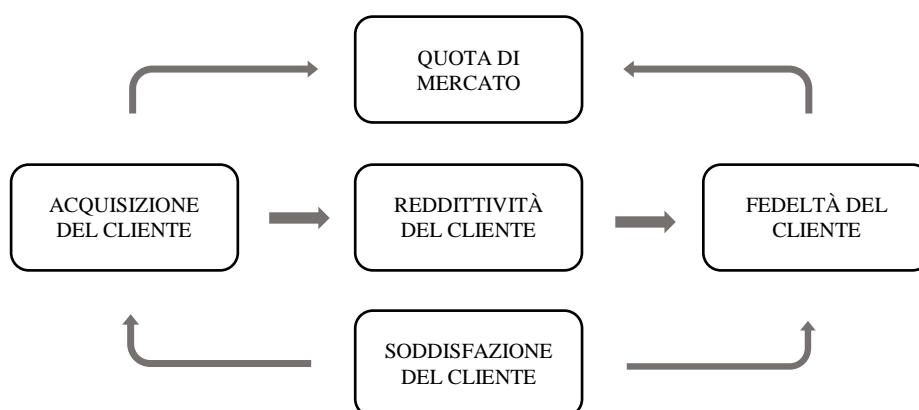 QUOTA DI
MERCATO
ACQUISIZIONE
DEL CLIENTE
REDDITTIVITÀ
DEL CLIENTE
FEDELTÀ DEL
CLIENTE
SODDISFAZIONE
DEL CLIENTE